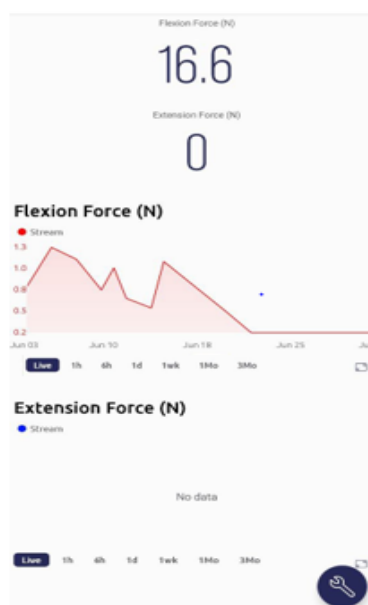 Flexion Force (N)
16.6
Extension Force (N)
0
Flexion Force (N)
Stream
1.3
1.0
0.8
0.5
0.2
Jun 03 Jun 10 Jun 18 Jun 25
Live 1h 6h 1d 1wk 1Mo 3Mo
Extension Force (N)
Stream
No data
Live 1h 6h 1d 1wk 1Mo 3Mo